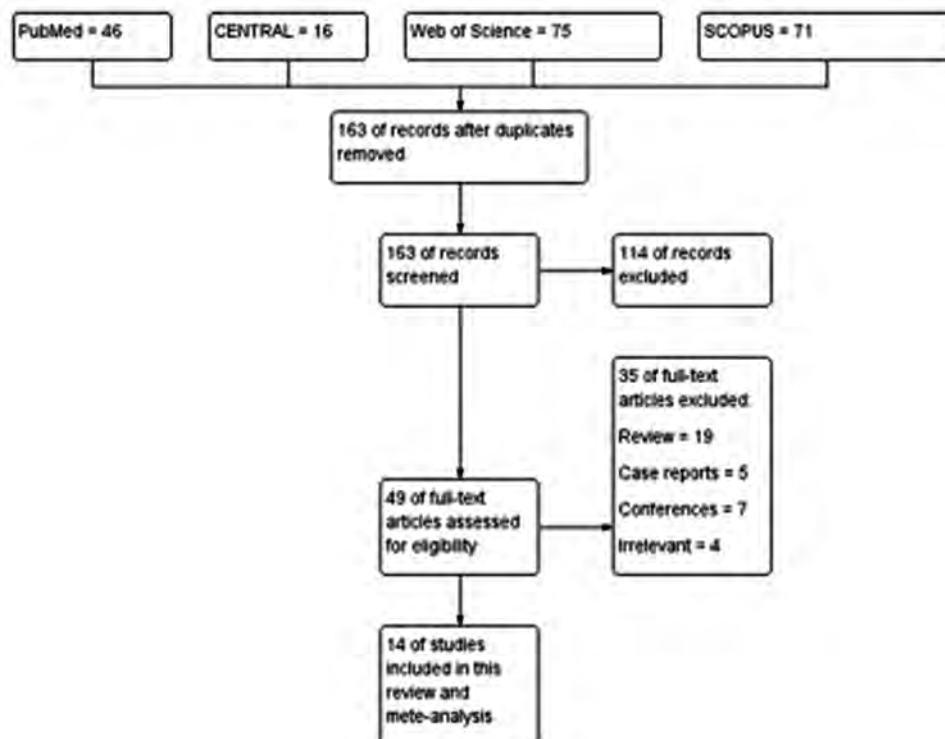 PubMed = 46
CENTRAL = 16
Web of Science = 75
SCOPUS = 71
163 of records after duplicates
removed
163 of records
screened
114 of records
excluded
35 of full-text
articles excluded
Review = 19
Case reports = 5
Conferences = 7
Irrelevant = 4
49 of full-text
articles assessed
for eligibility
14 of studies
included in this
review and
mete-analysis